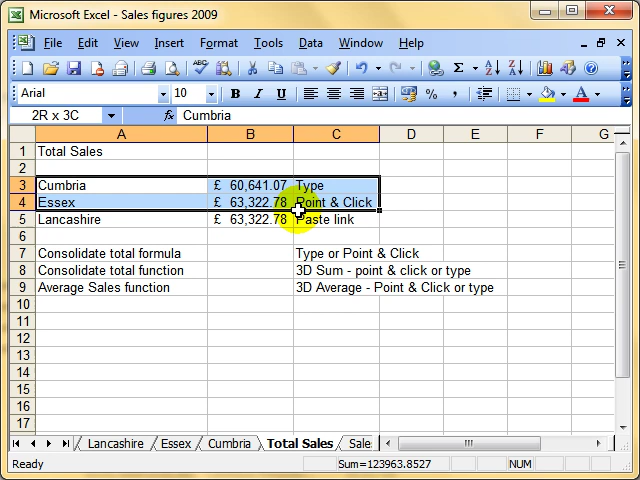 Microsoft Excel - Sales figures 2009
File Edit View Insert Format Tools Data Window Help
Arial 10 B I U % ,
2R x 3C fx Cumbria
A B C D E F G
1 Total Sales
2
3 Cumbria £ 60,641.07 Type
4 Essex £ 63,322.78 Point & Click
5 Lancashire £ 63,322.78 Paste link
6
7 Consolidate total formula Type or Point & Click
8 Consolidate total function 3D Sum - point & click or type
9 Average Sales function 3D Average - Point & Click or type
10
11
12
13
14
15
16
17
Lancashire Essex Cumbria Total Sales Sale
Ready Sum=123963.8527 NUM